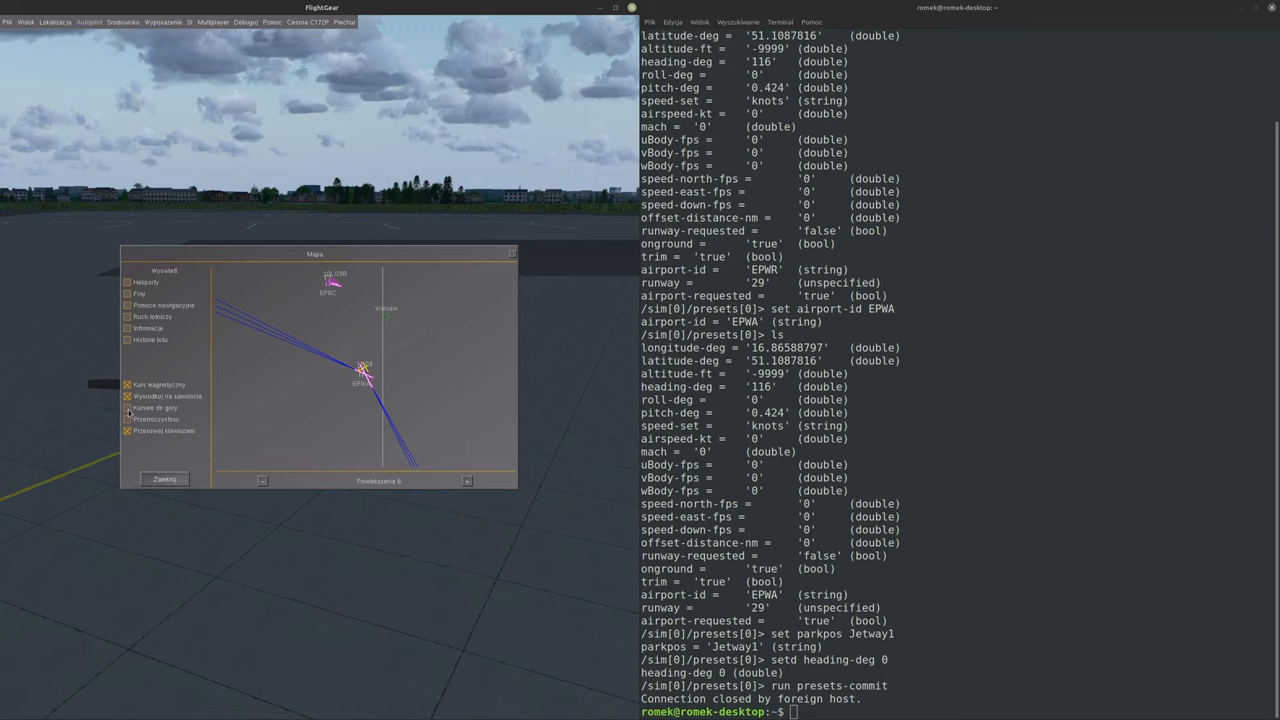 FlightGear
Plik Widok Lokalizacja Autopilot Środowisko Wyposażenie SI Multiplayer Debuguj Pomoc Cessna C172P Plechur
Mapa
Wyświetl:
Heliporty
Fixy
Pomoce nawigacyjne
Ruch lotniczy
Informacje
Historie lotu
Kurs magnetyczny
Wysrodkuj na samolocie
Kursem do gory
Przezroczystosc
Przesuwaj klawiszami
Zamknij
10L/28R
EPBC
Warsaw
EPWA
-
Powiekszenie 6
+
romek@romek-desktop: ~
Plik Edycja Widok Wyszukiwanie Terminal Pomoc
latitude-deg = '51.1087816' (double)
altitude-ft = '-9999' (double)
heading-deg = '116' (double)
roll-deg = '0' (double)
pitch-deg = '0.424' (double)
speed-set = 'knots' (string)
airspeed-kt = '0' (double)
mach = '0' (double)
uBody-fps = '0' (double)
vBody-fps = '0' (double)
wBody-fps = '0' (double)
speed-north-fps = '0' (double)
speed-east-fps = '0' (double)
speed-down-fps = '0' (double)
offset-distance-nm = '0' (double)
runway-requested = 'false' (bool)
onground = 'true' (bool)
trim = 'true' (bool)
airport-id = 'EPWR' (string)
runway = '29' (unspecified)
airport-requested = 'true' (bool)
/sim[0]/presets[0]> set airport-id EPWA
airport-id = 'EPWA' (string)
/sim[0]/presets[0]> ls
longitude-deg = '16.86588797' (double)
latitude-deg = '51.1087816' (double)
altitude-ft = '-9999' (double)
heading-deg = '116' (double)
roll-deg = '0' (double)
pitch-deg = '0.424' (double)
speed-set = 'knots' (string)
airspeed-kt = '0' (double)
mach = '0' (double)
uBody-fps = '0' (double)
vBody-fps = '0' (double)
wBody-fps = '0' (double)
speed-north-fps = '0' (double)
speed-east-fps = '0' (double)
speed-down-fps = '0' (double)
offset-distance-nm = '0' (double)
runway-requested = 'false' (bool)
onground = 'true' (bool)
trim = 'true' (bool)
airport-id = 'EPWA' (string)
runway = '29' (unspecified)
airport-requested = 'true' (bool)
/sim[0]/presets[0]> set parkpos Jetway1
parkpos = 'Jetway1' (string)
/sim[0]/presets[0]> setd heading-deg 0
heading-deg 0 (double)
/sim[0]/presets[0]> run presets-commit
Connection closed by foreign host.
romek@romek-desktop:~$